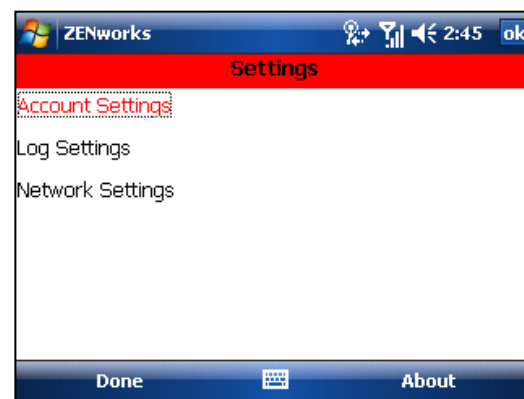 ZENworks 2:45 ok
Settings
Account Settings
Log Settings
Network Settings
Done About